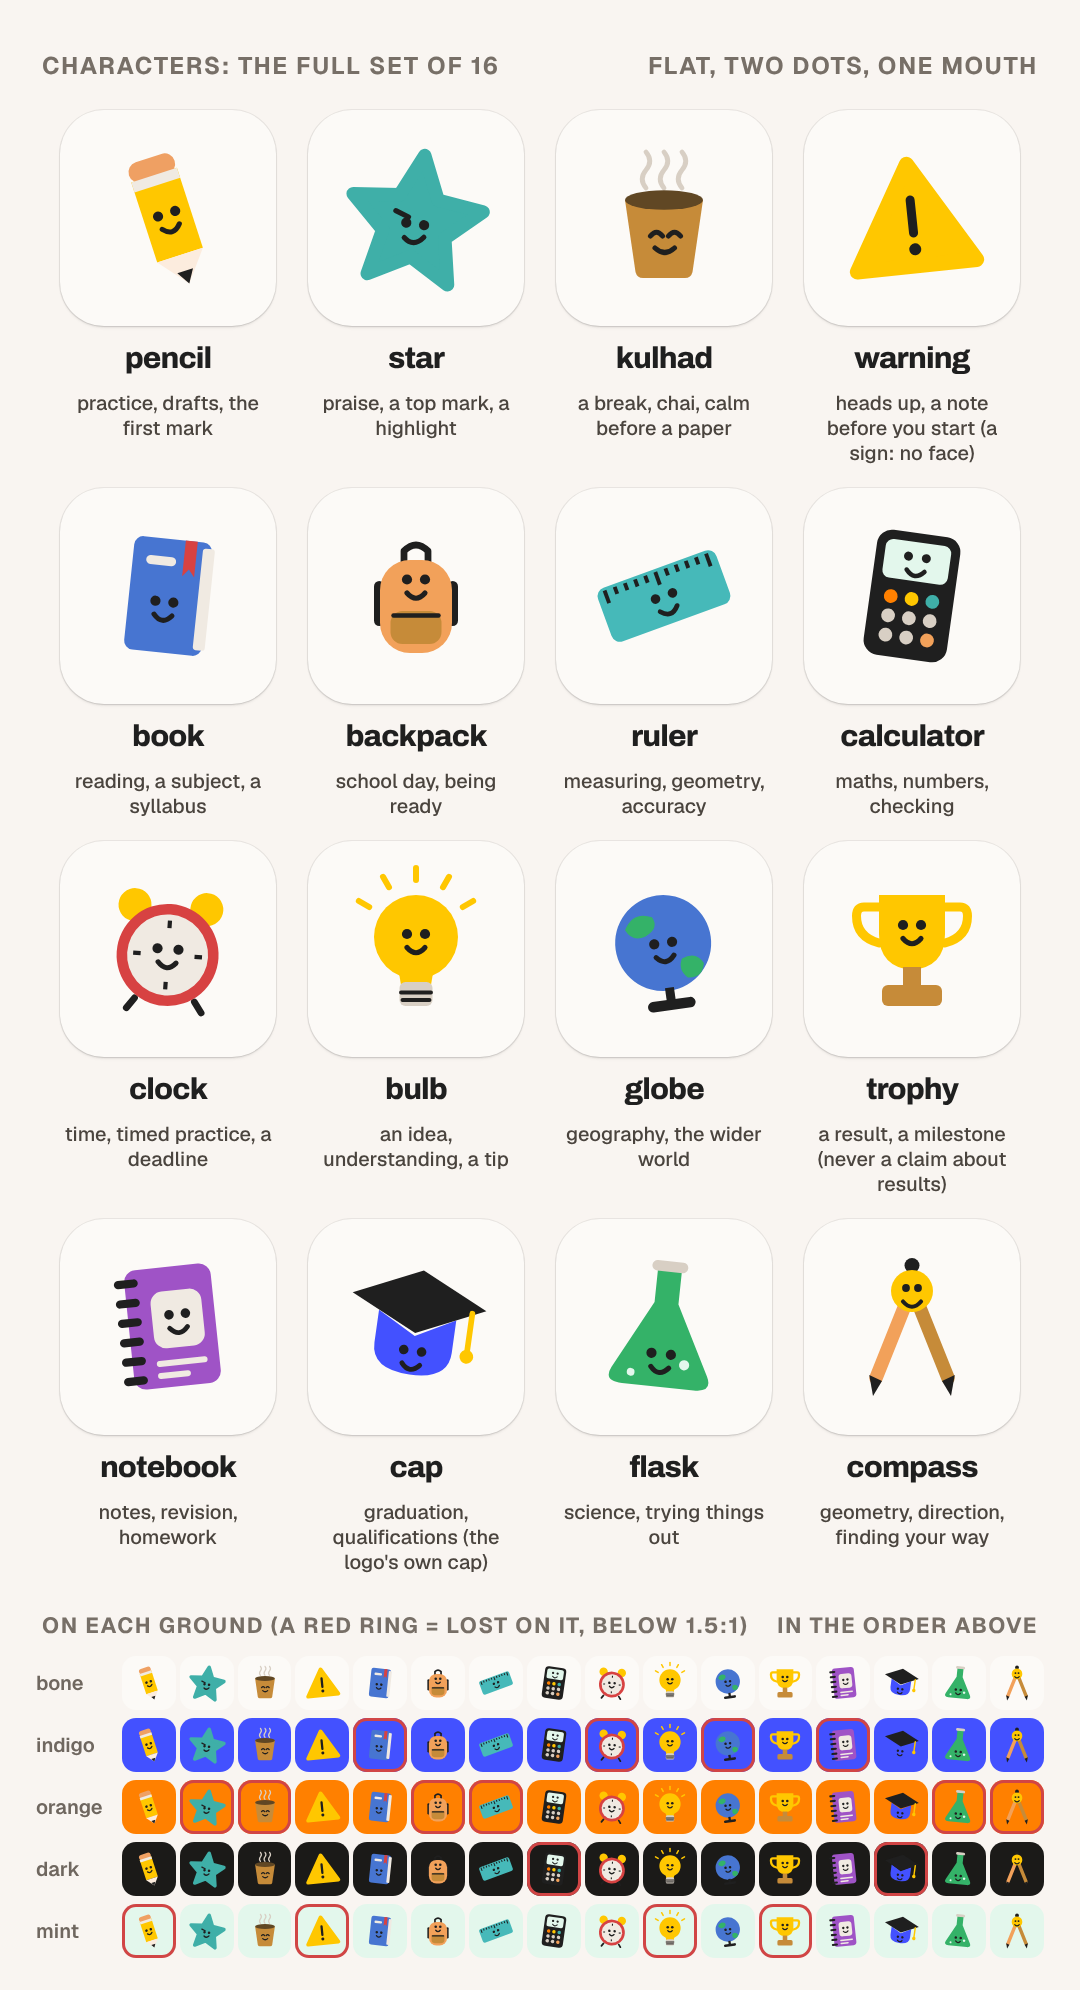 CHARACTERS: THE FULL SET OF 16
FLAT, TWO DOTS, ONE MOUTH
pencil
practice, drafts, the
first mark
star
praise, a top mark, a
highlight
kulhad
a break, chai, calm
before a paper
warning
heads up, a note
before you start (a
sign: no face)
book
reading, a subject, a
syllabus
backpack
school day, being
ready
ruler
measuring, geometry,
accuracy
calculator
maths, numbers,
checking
clock
time, timed practice, a
deadline
bulb
an idea,
understanding, a tip
globe
geography, the wider
world
trophy
a result, a milestone
(never a claim about
results)
notebook
notes, revision,
homework
cap
graduation,
qualifications (the
logo's own cap)
flask
science, trying things
out
compass
geometry, direction,
finding your way
ON EACH GROUND (A RED RING = LOST ON IT, BELOW 1.5:1)
IN THE ORDER ABOVE
bone
indigo
orange
dark
mint